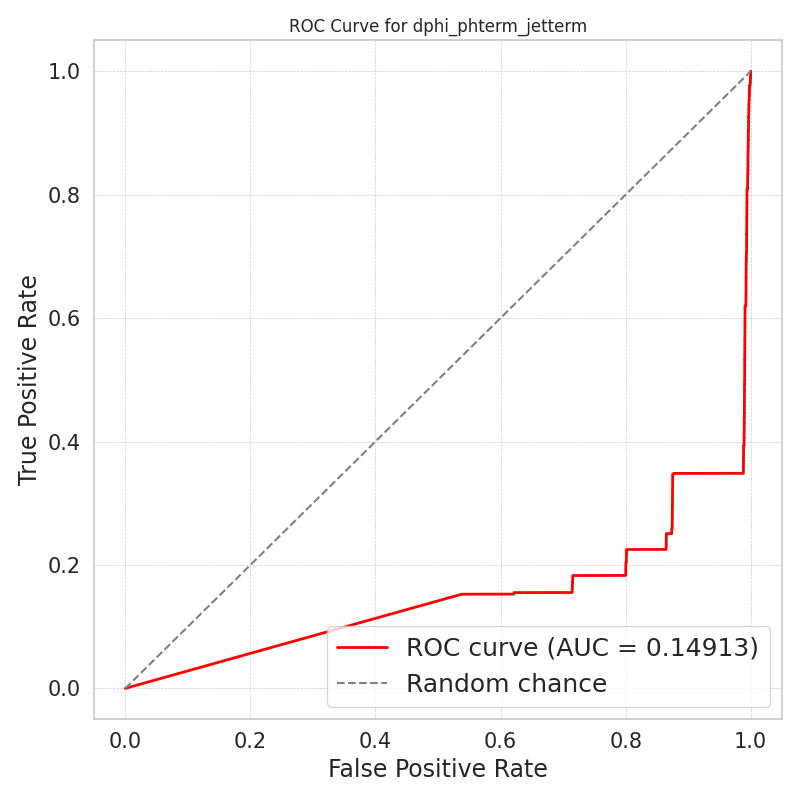 ROC Curve for dphi_phterm_jetterm
True Positive Rate
1.0
0.8
0.6
0.4
0.2
0.0
ROC curve (AUC = 0.14913)
Random chance
0.0 0.2 0.4 0.6 0.8 1.0
False Positive Rate